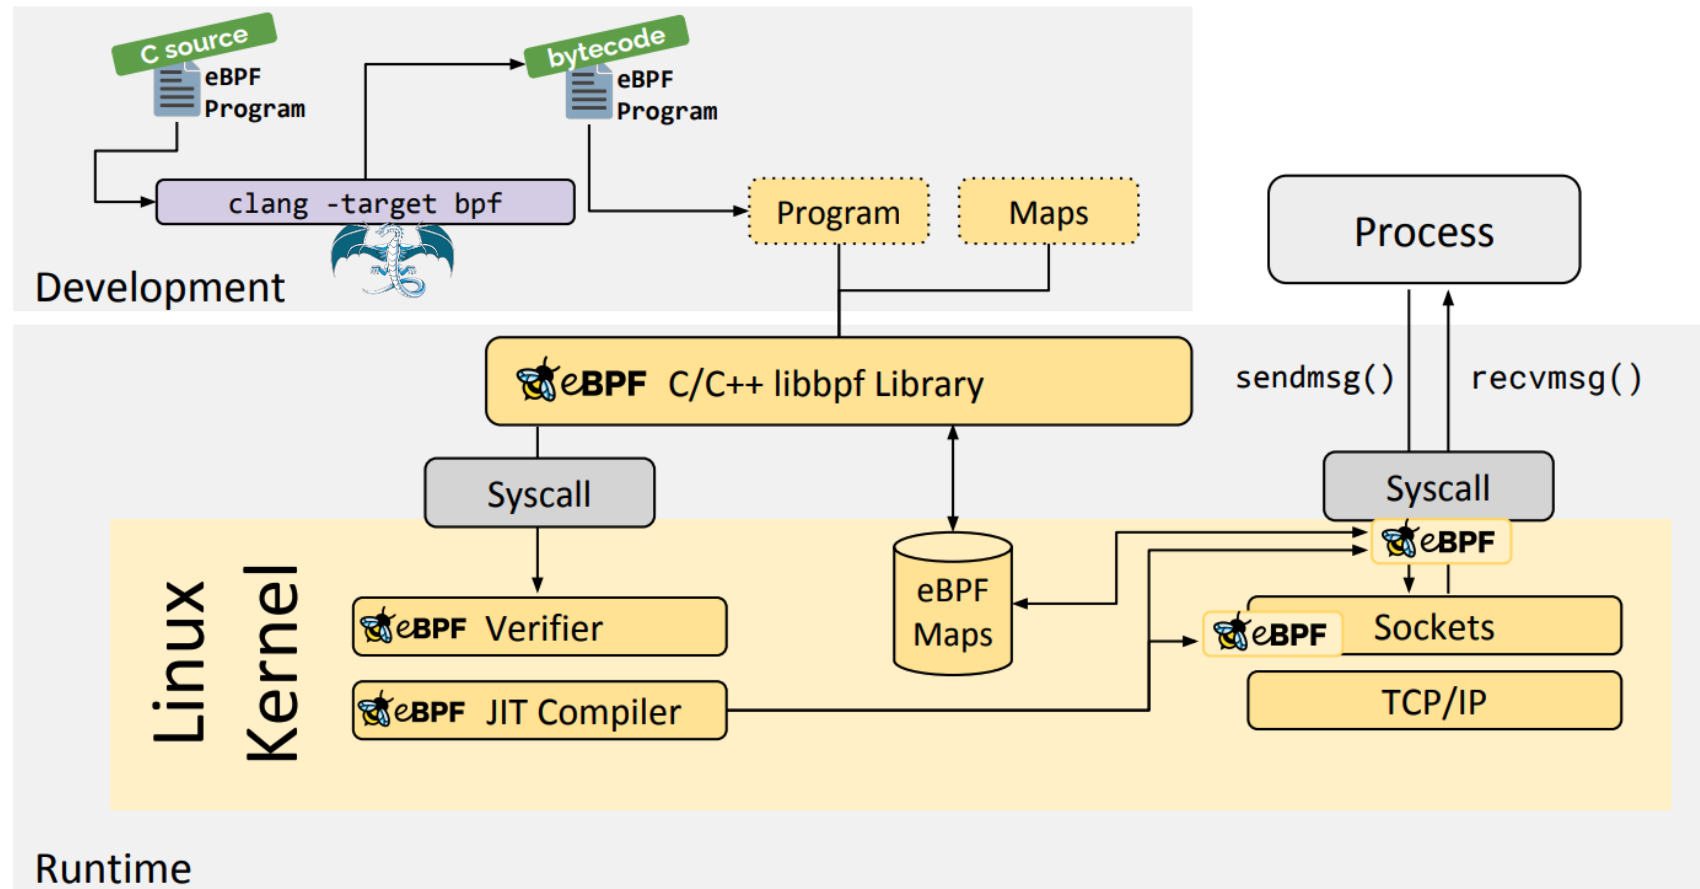 C source
eBPF
Program
bytecode
eBPF
Program
clang -target bpf
Program
Maps
Development
Process
eBPF C/C++ libbpf Library
sendmsg()
recvmsg()
Syscall
Syscall
eBPF
Linux
Kernel
eBPF Verifier
eBPF
Maps
eBPF
Sockets
eBPF JIT Compiler
TCP/IP
Runtime